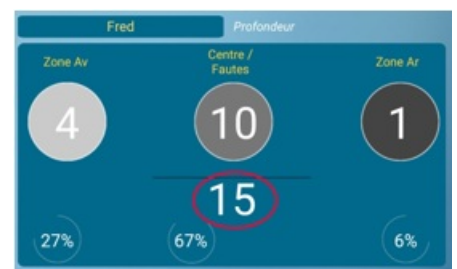 Fred Profondeur
Zone Av Centre / Zone Ar
Fautes
4 10 1
15
27% 67% 6%